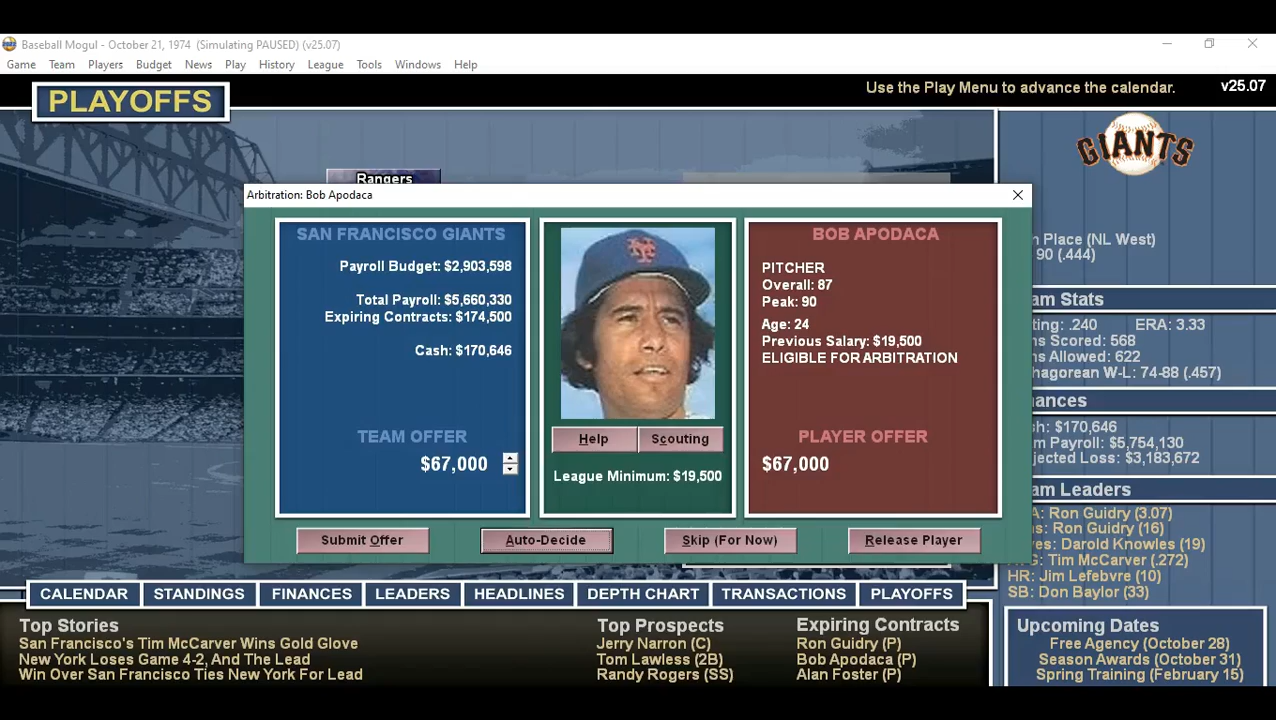 Baseball Mogul - October 21, 1974 (Simulating PAUSED) (v25.07)
Game Team Players Budget News Play History League Tools Windows Help
PLAYOFFS
Use the Play Menu to advance the calendar.
v25.07
GIANTS
Rangers
Arbitration: Bob Apodaca
SAN FRANCISCO GIANTS
Payroll Budget: $2,903,598
Total Payroll: $5,660,330
Expiring Contracts: $174,500
Cash: $170,646
TEAM OFFER
$67,000
Help
Scouting
League Minimum: $19,500
BOB APODACA
PITCHER
Overall: 87
Peak: 90
Age: 24
Previous Salary: $19,500
ELIGIBLE FOR ARBITRATION
PLAYER OFFER
$67,000
Submit Offer
Auto-Decide
Skip (For Now)
Release Player
Place (NL West)
90 (.444)
Stats
.240 ERA: 3.33
Scored: 568
Allowed: 622
W-L: 74-88 (.457)
$170,646
Payroll: $5,754,130
Loss: $3,183,672
Leaders
Ron Guidry (3.07)
Ron Guidry (16)
Darold Knowles (19)
Tim McCarver (.272)
HR: Jim Lefebvre (10)
SB: Don Baylor (33)
CALENDAR
STANDINGS
FINANCES
LEADERS
HEADLINES
DEPTH CHART
TRANSACTIONS
PLAYOFFS
Top Stories
San Francisco's Tim McCarver Wins Gold Glove
New York Loses Game 4-2, And The Lead
Win Over San Francisco Ties New York For Lead
Top Prospects
Jerry Narron (C)
Tom Lawless (2B)
Randy Rogers (SS)
Expiring Contracts
Ron Guidry (P)
Bob Apodaca (P)
Alan Foster (P)
Upcoming Dates
Free Agency (October 28)
Season Awards (October 31)
Spring Training (February 15)